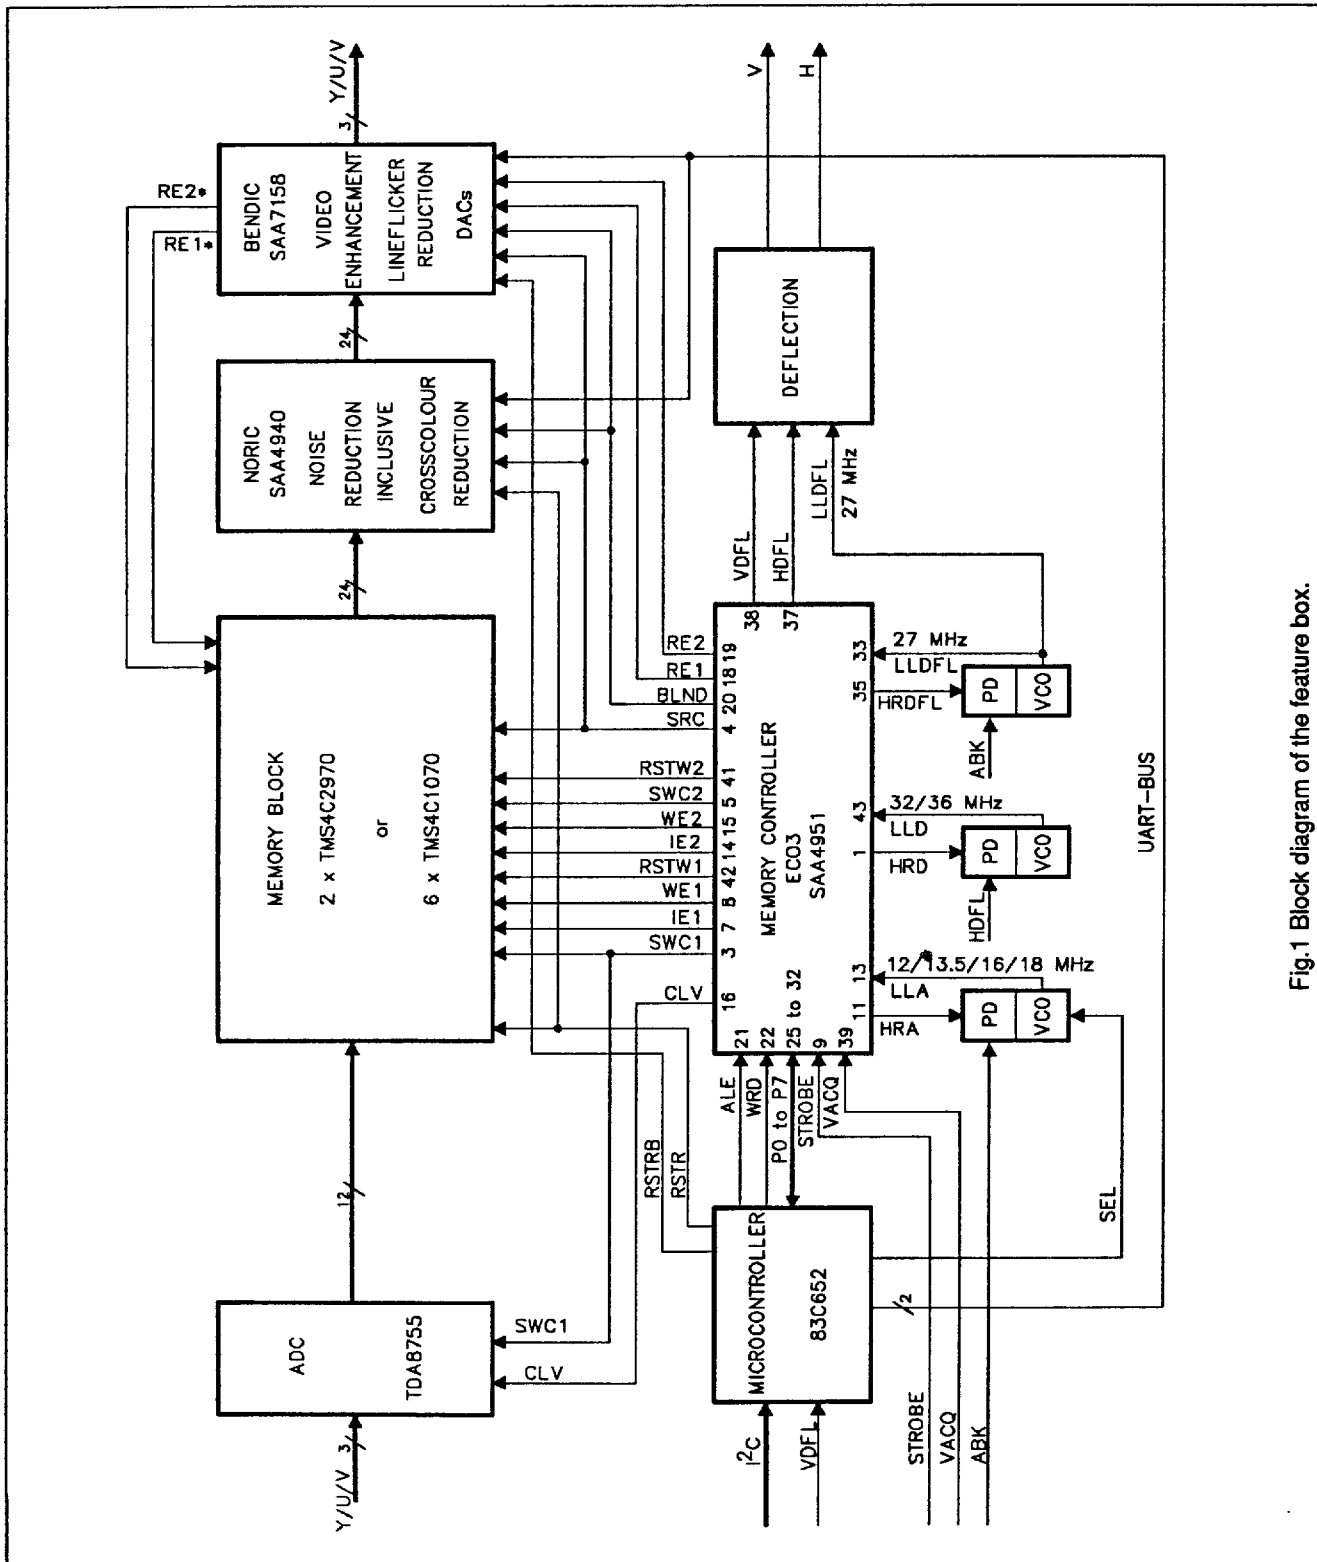 Y/U/V
3
ADC
TDA8755
SWC1
CLV
12
MEMORY BLOCK
2 x TMS4C2970
or
6 x TMS4C1070
24
NORIC
SAA4940
NOISE
REDUCTION
INCLUSIVE
CROSSCOLOUR
REDUCTION
24
BENDIC
SAA7158
VIDEO
ENHANCEMENT
LINEFLICKER
REDUCTION
DACs
3
Y/U/V
RE2*
RE1*
RSTRB
RSTR
CLV
SWC1
IE1
WE1
RSTW1
IE2
WE2
SWC2
RSTW2
SRC
BLND
RE1
RE2
16
3
7
8
42
14
15
5
41
4
20
18
19
MEMORY CONTROLLER
ECO3
SAA4951
21
22
25 to 32
9
39
38
37
11
13
1
43
35
33
ALE
WRD
P0 to P7
STROBE
VACQ
VDFL
HDFL
LLDFL
27 MHz
DEFLECTION
V
H
I2C
VDFL
MICROCONTROLLER
83C652
2
HRA
LLA
12/13.5/16/18 MHz
PD
VCO
HRD
LLD
32/36 MHz
PD
VCO
HDFL
HRDFL
LLDFL
27 MHz
PD
VCO
ABK
SEL
UART-BUS
STROBE
VACQ
ABK
Fig.1 Block diagram of the feature box.